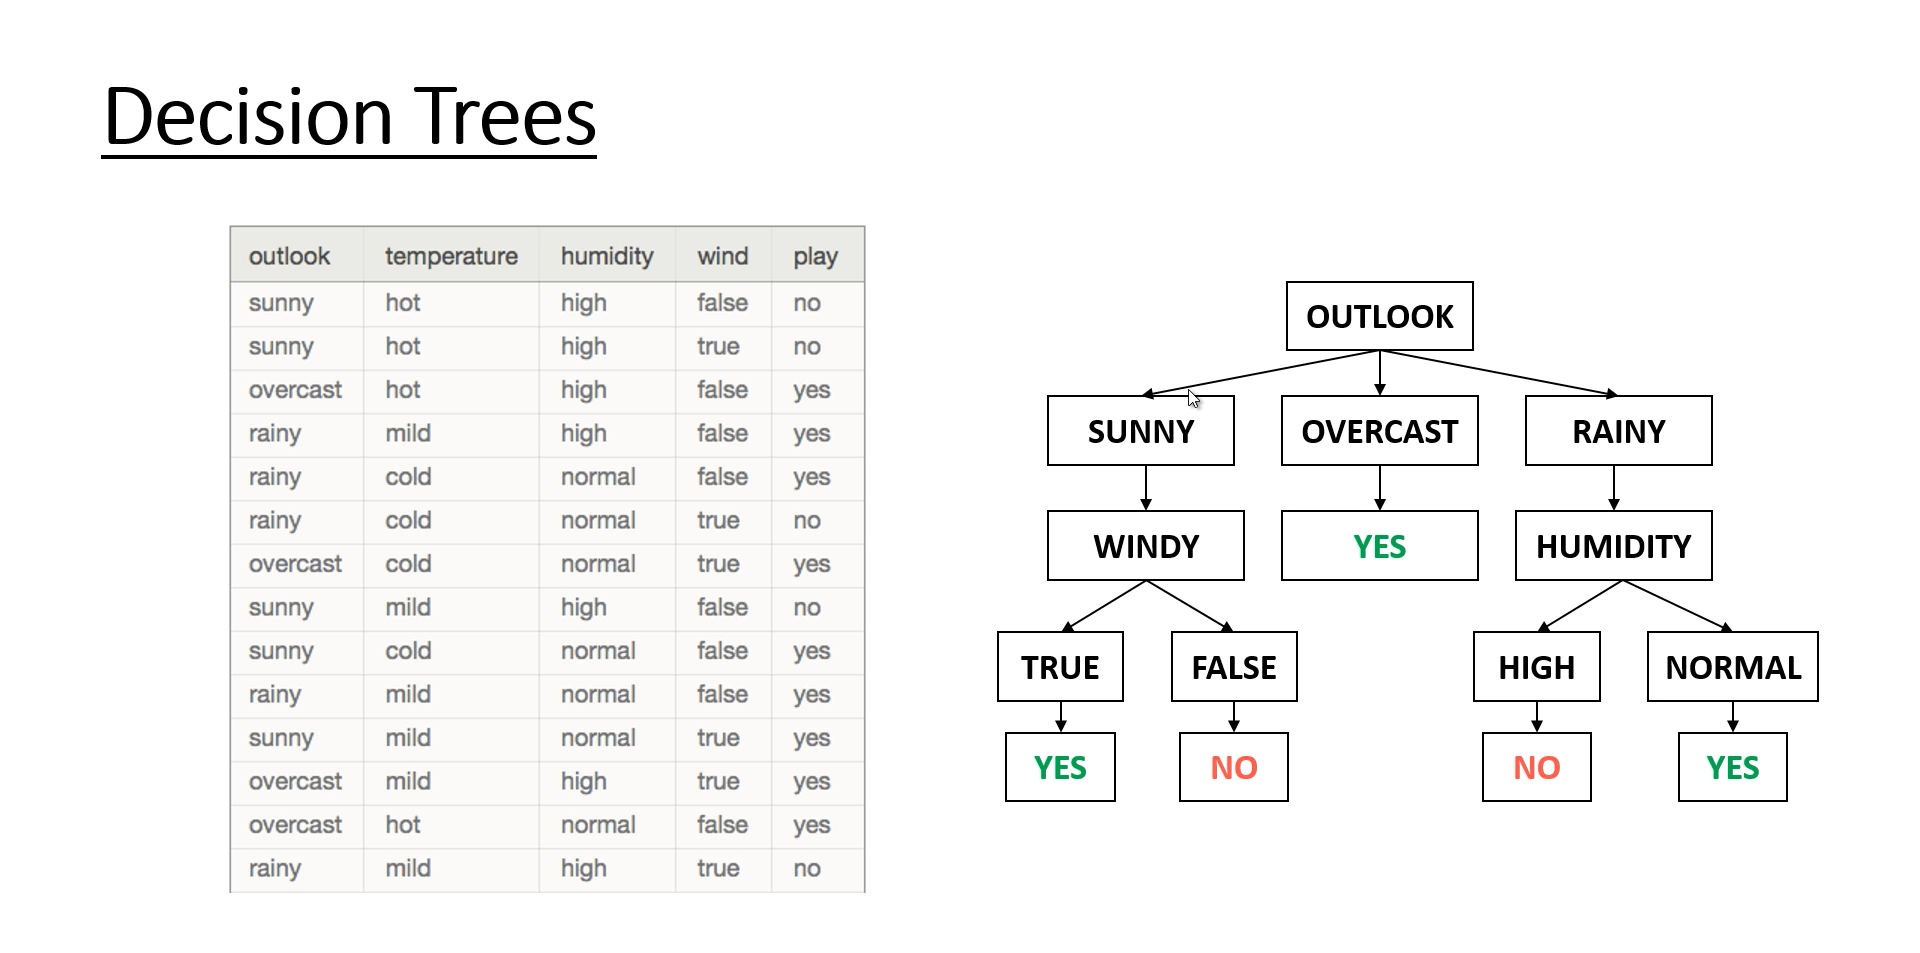 Decision Trees
outlook temperature humidity wind play
sunny hot high false no
sunny hot high true no
overcast hot high false yes
rainy mild high false yes
rainy cold normal false yes
rainy cold normal true no
overcast cold normal true yes
sunny mild high false no
sunny cold normal false yes
rainy mild normal false yes
sunny mild normal true yes
overcast mild high true yes
overcast hot normal false yes
rainy mild high true no
OUTLOOK
SUNNY OVERCAST RAINY
WINDY YES HUMIDITY
TRUE FALSE HIGH NORMAL
YES NO NO YES